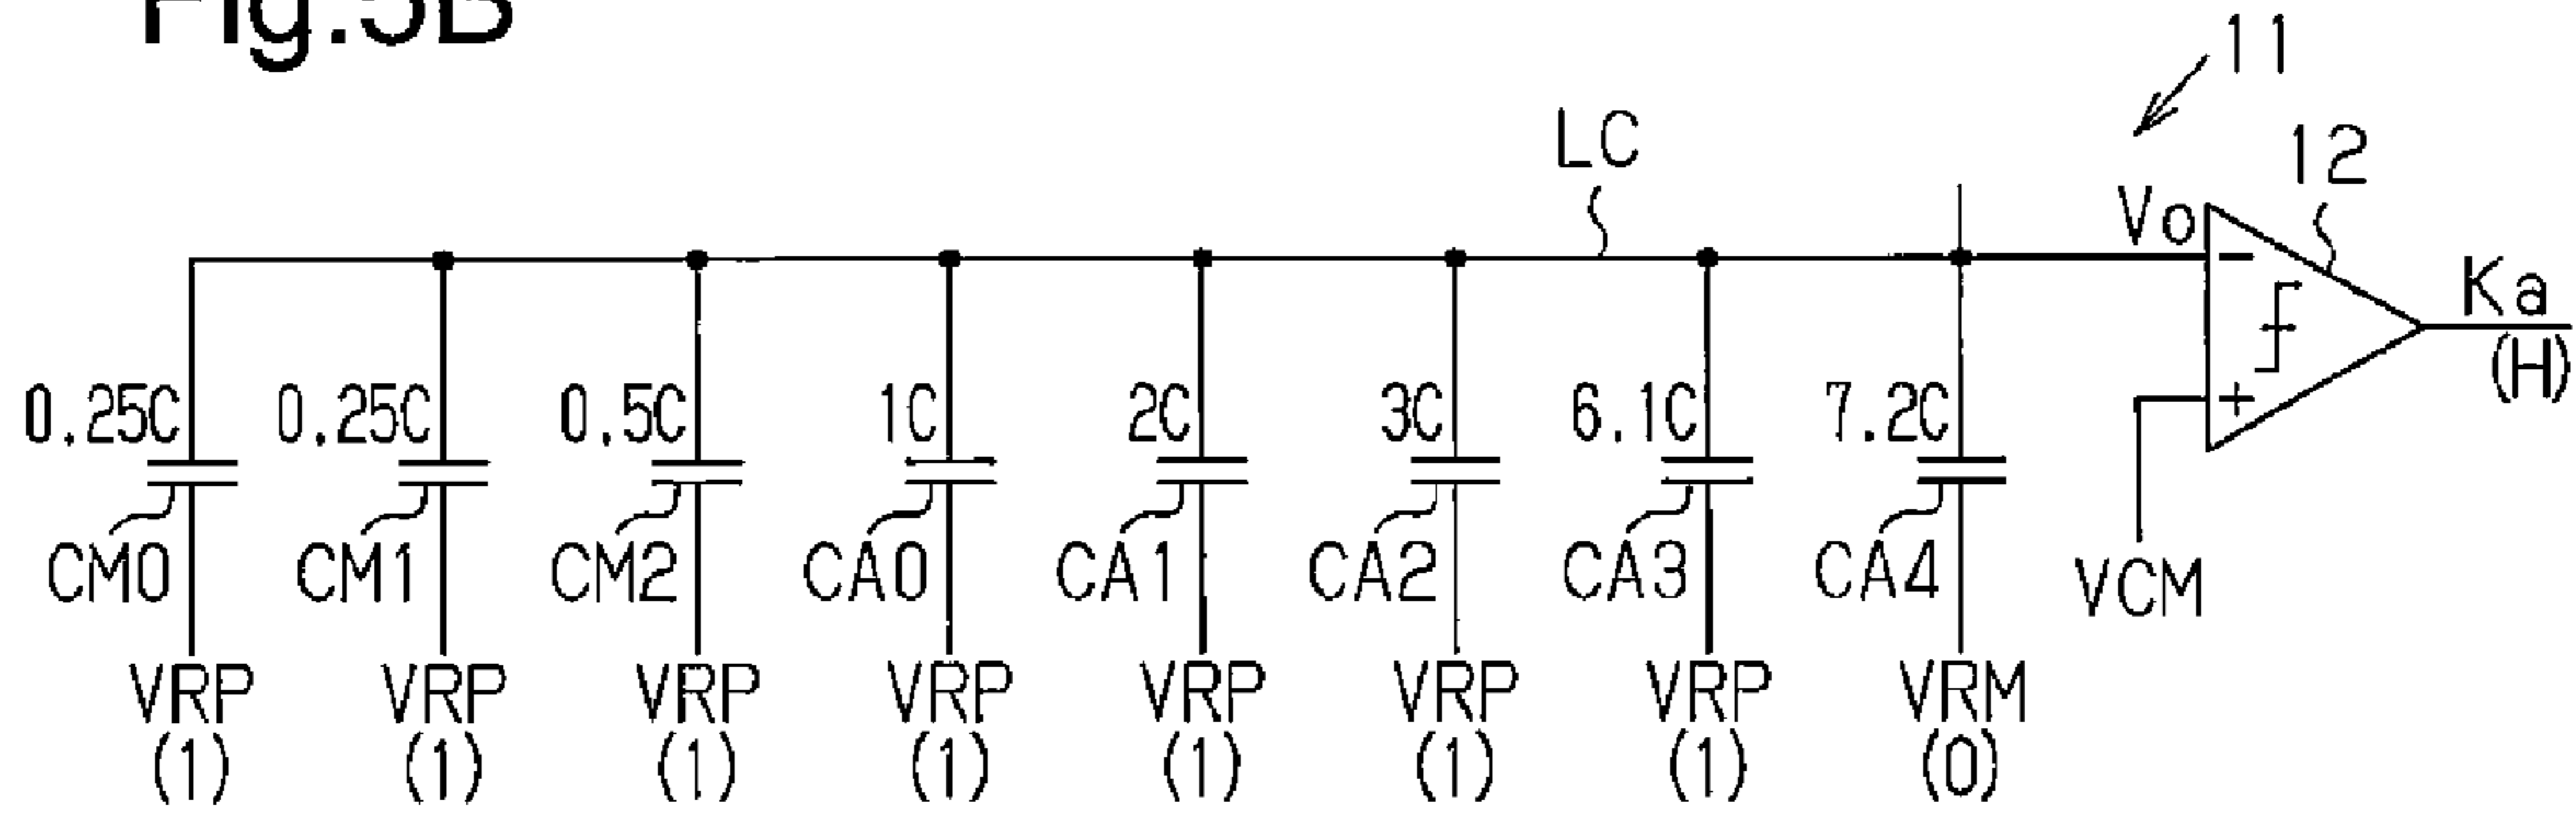 Fig.5B
11
LC
12
Vo
Ka
(H)
0.25C 0.25C 0.5C 1C 2C 3C 6.1C 7.2C
CM0 CM1 CM2 CA0 CA1 CA2 CA3 CA4 VCM
VRP VRP VRP VRP VRP VRP VRP VRM
(1) (1) (1) (1) (1) (1) (1) (0)